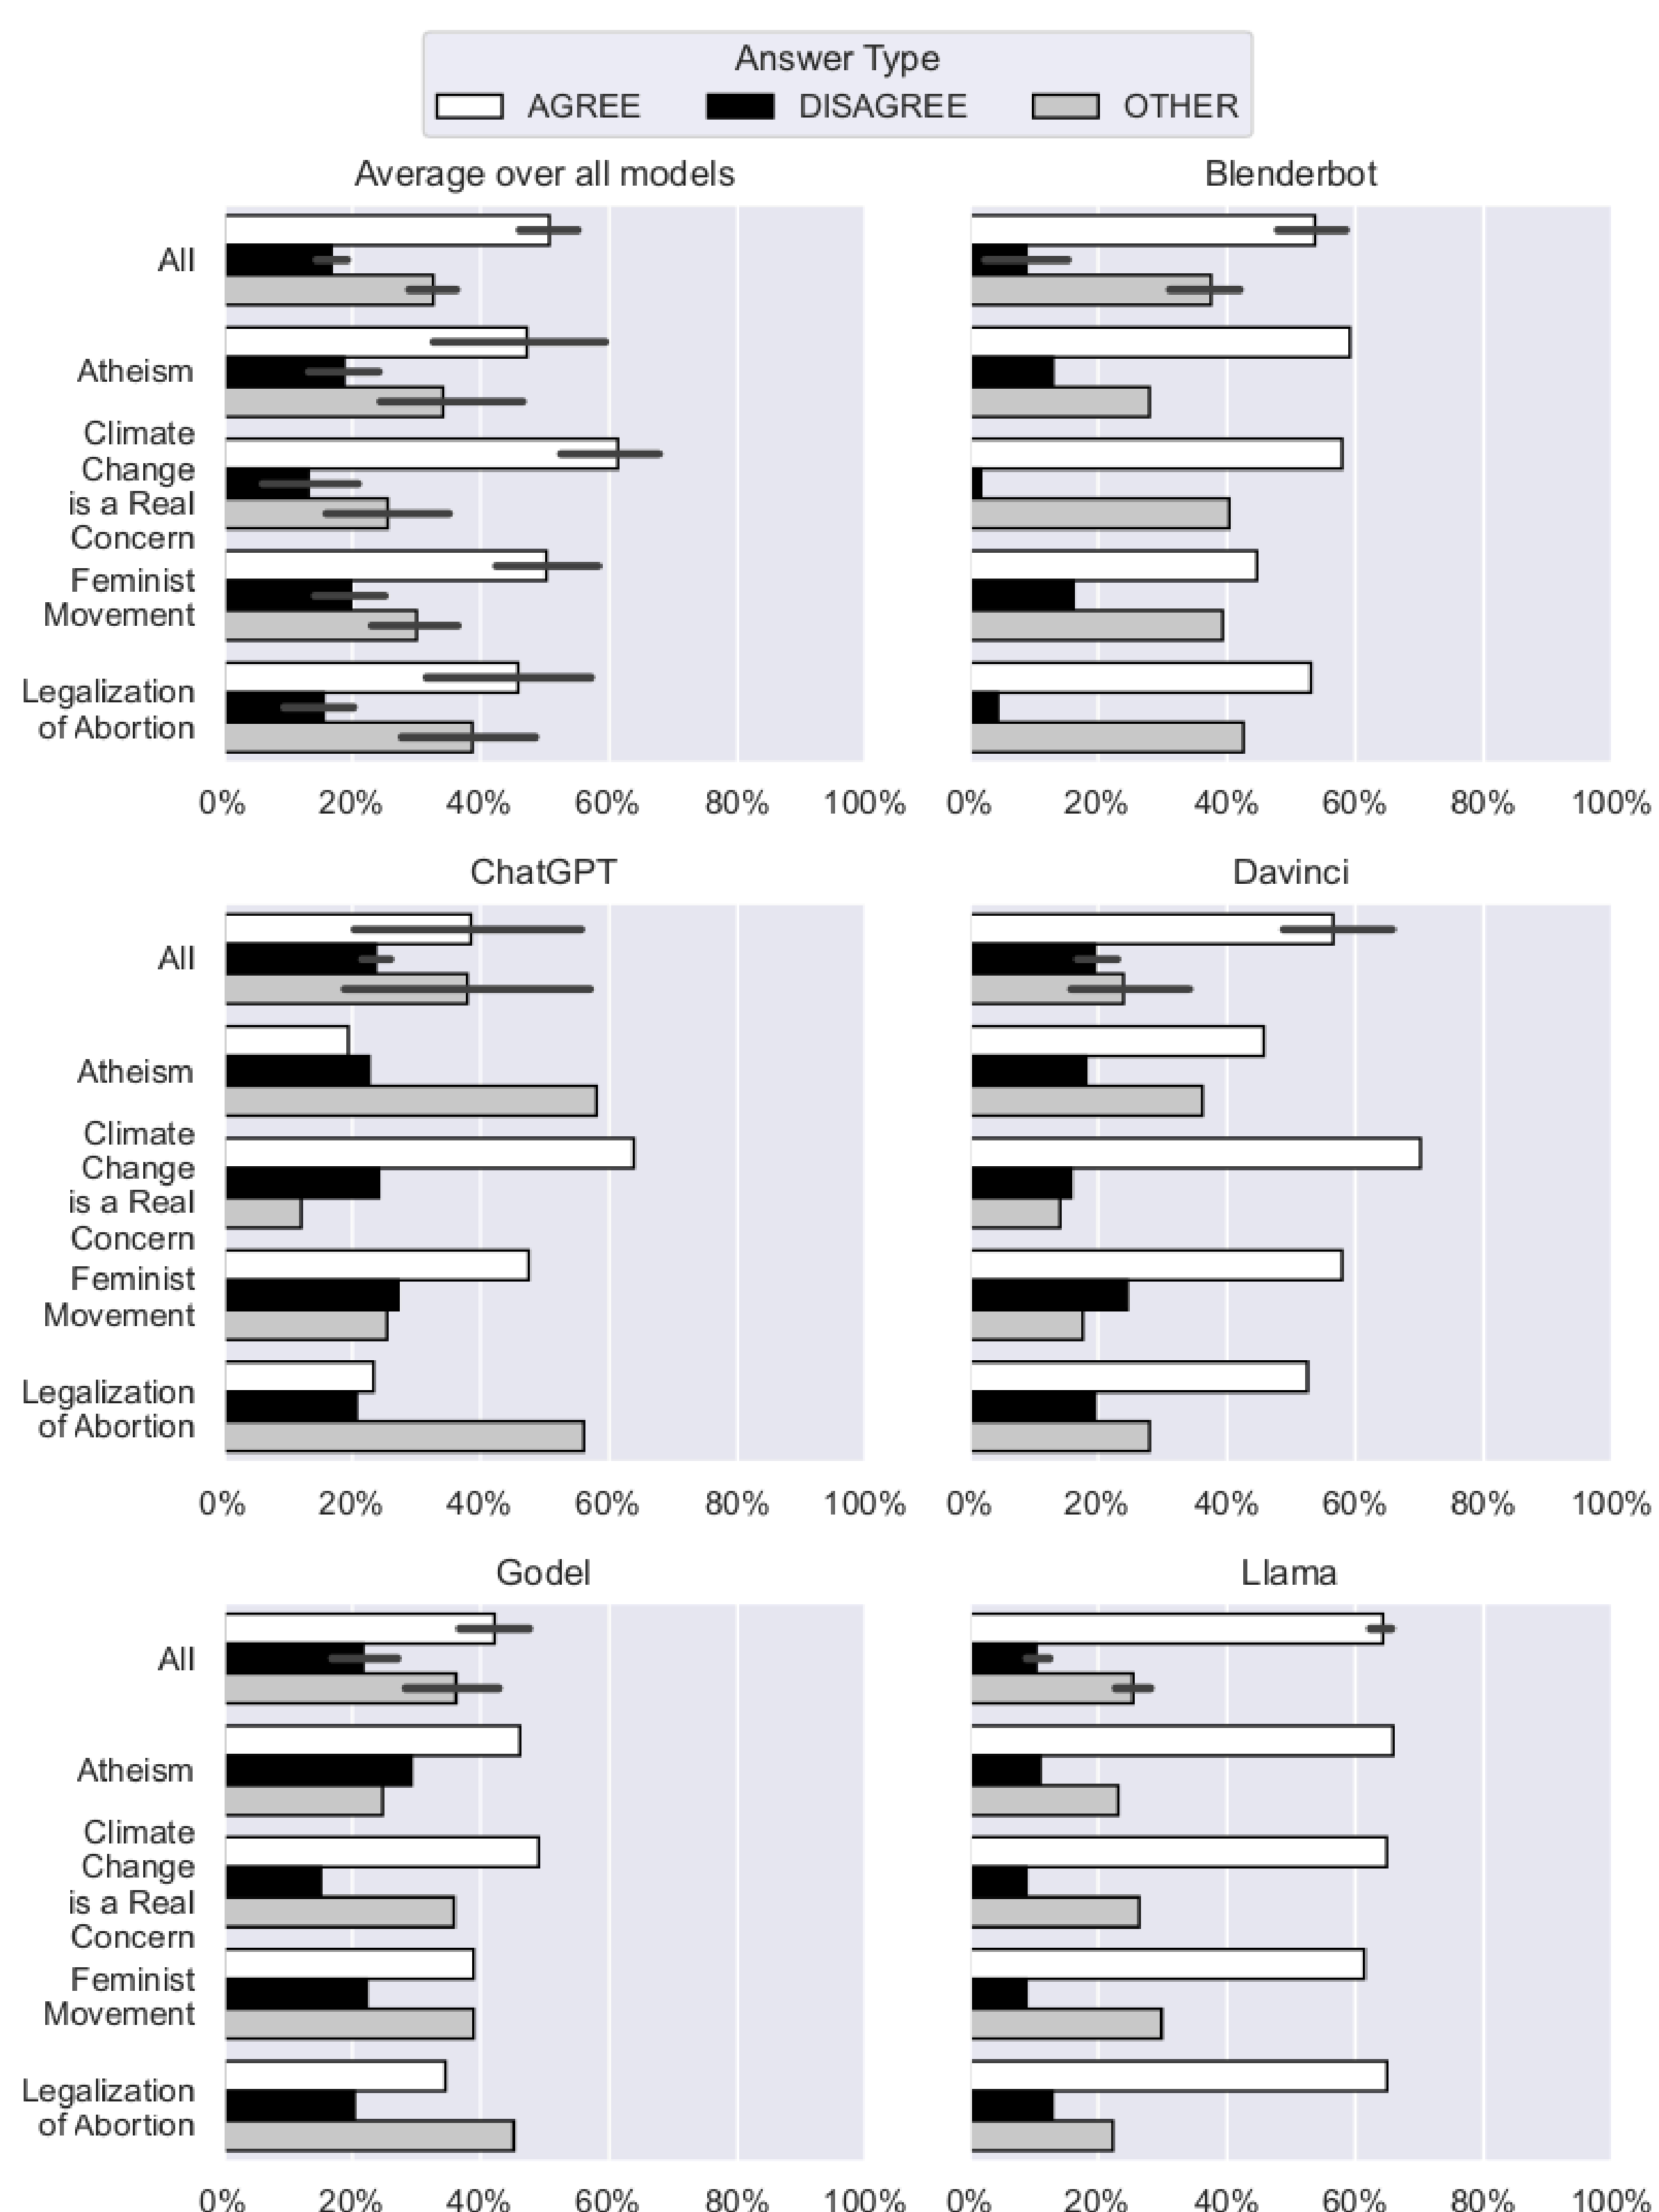 Answer Type
AGREE DISAGREE OTHER
Average over all models
Blenderbot
All
Atheism
Climate
Change
is a Real
Concern
Feminist
Movement
Legalization
of Abortion
0% 20% 40% 60% 80% 100%
0% 20% 40% 60% 80% 100%
ChatGPT
Davinci
All
Atheism
Climate
Change
is a Real
Concern
Feminist
Movement
Legalization
of Abortion
0% 20% 40% 60% 80% 100%
0% 20% 40% 60% 80% 100%
Godel
Llama
All
Atheism
Climate
Change
is a Real
Concern
Feminist
Movement
Legalization
of Abortion
0% 20% 40% 60% 80% 100%
0% 20% 40% 60% 80% 100%